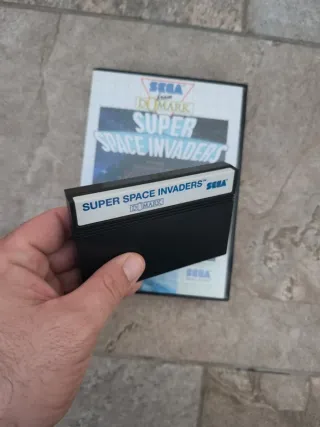 SEGA
from
DOMARK
SUPER
SPACE INVADERS
SUPER SPACE INVADERS™ SEGA
DOMARK
SEGA